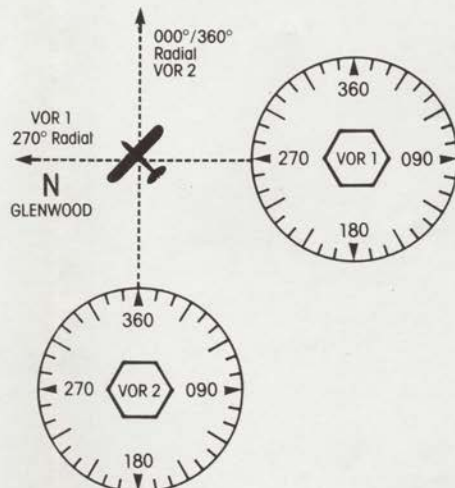 000°/360°
Radial
VOR 2
VOR 1
270° Radial
N
GLENWOOD
360
270
VOR 1
090
180
360
270
VOR 2
090
180